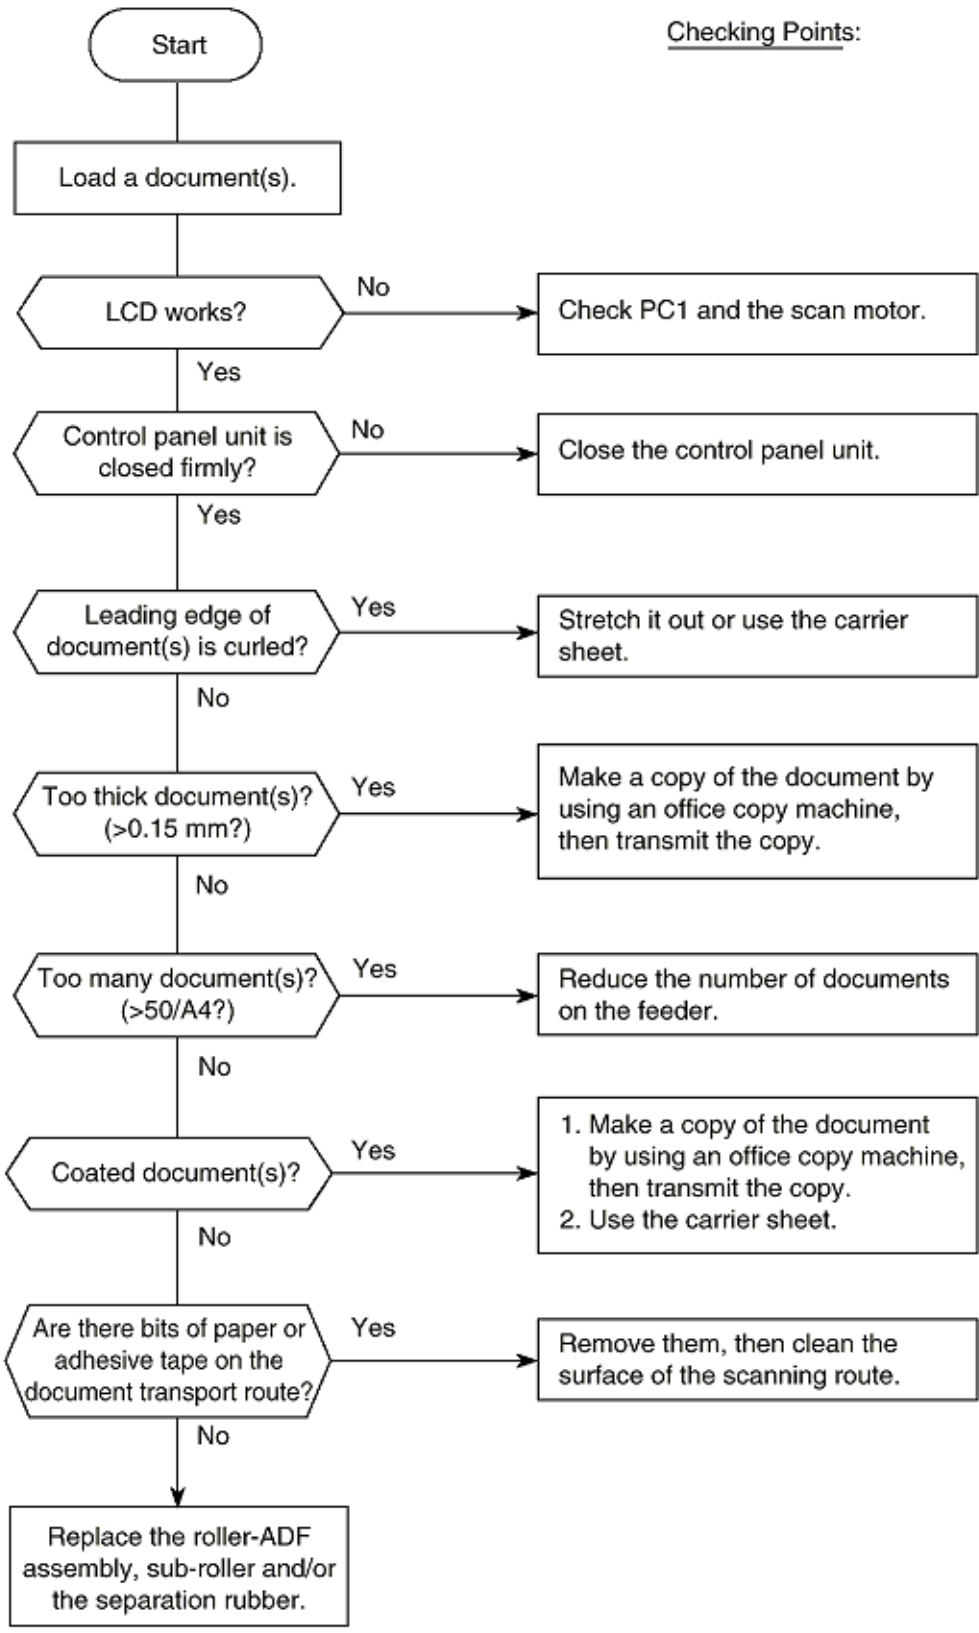 Start
Checking Points:
Load a document(s).
LCD works?
No
Check PC1 and the scan motor.
Yes
Control panel unit is
closed firmly?
No
Close the control panel unit.
Yes
Leading edge of
document(s) is curled?
Yes
Stretch it out or use the carrier
sheet.
No
Too thick document(s)?
(>0.15 mm?)
Yes
Make a copy of the document by
using an office copy machine,
then transmit the copy.
No
Too many document(s)?
(>50/A4?)
Yes
Reduce the number of documents
on the feeder.
No
Coated document(s)?
Yes
1. Make a copy of the document
by using an office copy machine,
then transmit the copy.
2. Use the carrier sheet.
No
Are there bits of paper or
adhesive tape on the
document transport route?
Yes
Remove them, then clean the
surface of the scanning route.
No
Replace the roller-ADF
assembly, sub-roller and/or
the separation rubber.